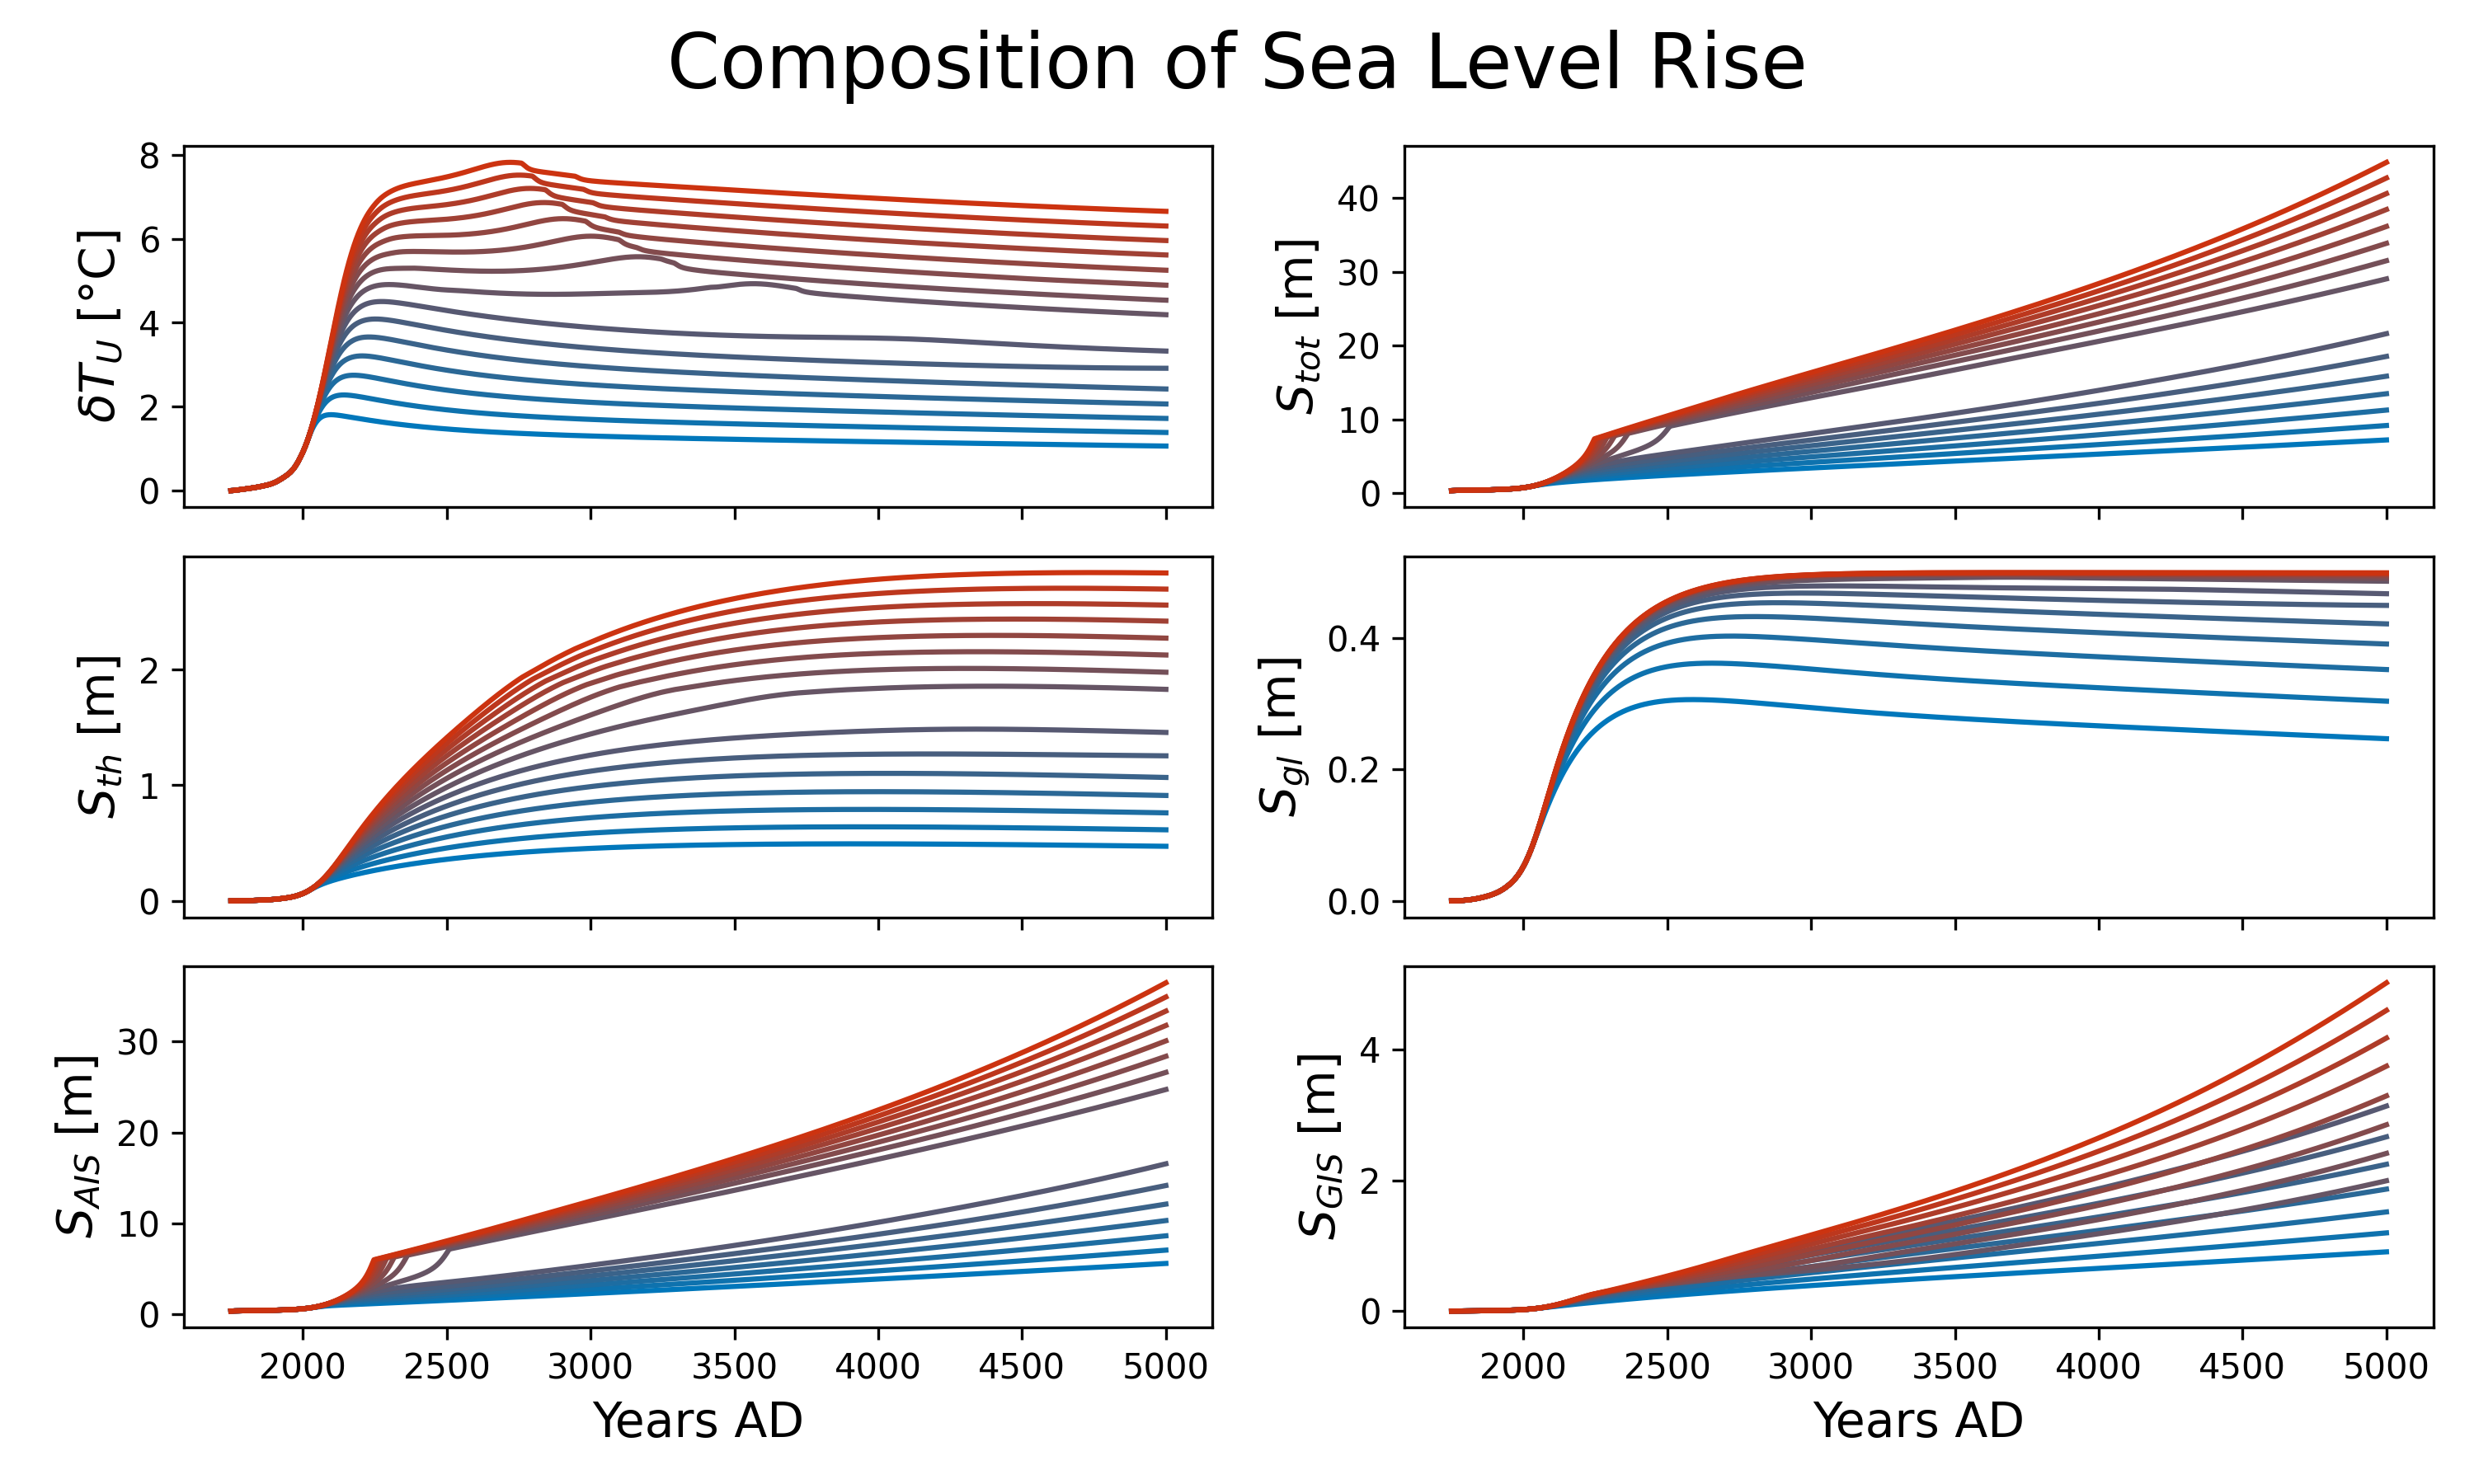 Composition of Sea Level Rise
δT_U [°C]
8
6
4
2
0
S_tot [m]
40
30
20
10
0
S_th [m]
2
1
0
S_gl [m]
0.4
0.2
0.0
S_AIS [m]
30
20
10
0
2000 2500 3000 3500 4000 4500 5000
Years AD
S_GIS [m]
4
2
0
2000 2500 3000 3500 4000 4500 5000
Years AD